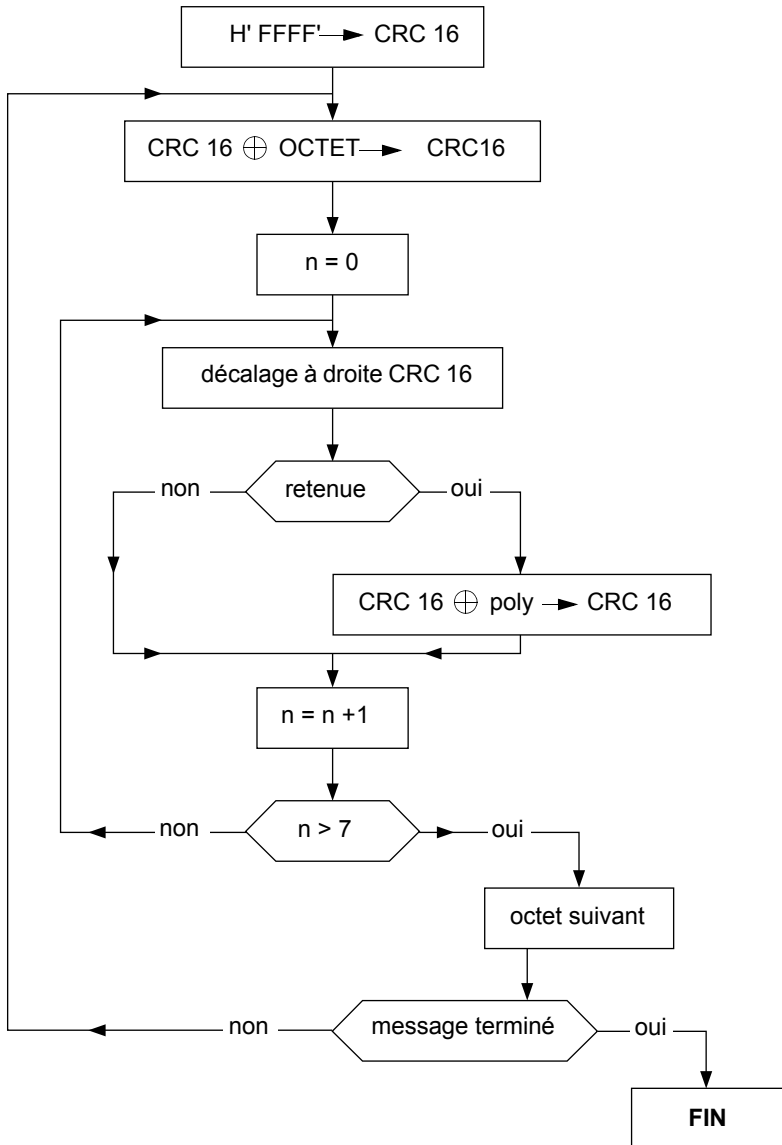 H' FFFF' → CRC 16
CRC 16 ⊕ OCTET → CRC16
n = 0
décalage à droite CRC 16
non
retenue
oui
CRC 16 ⊕ poly → CRC 16
n = n +1
non
n > 7
oui
octet suivant
non
message terminé
oui
FIN